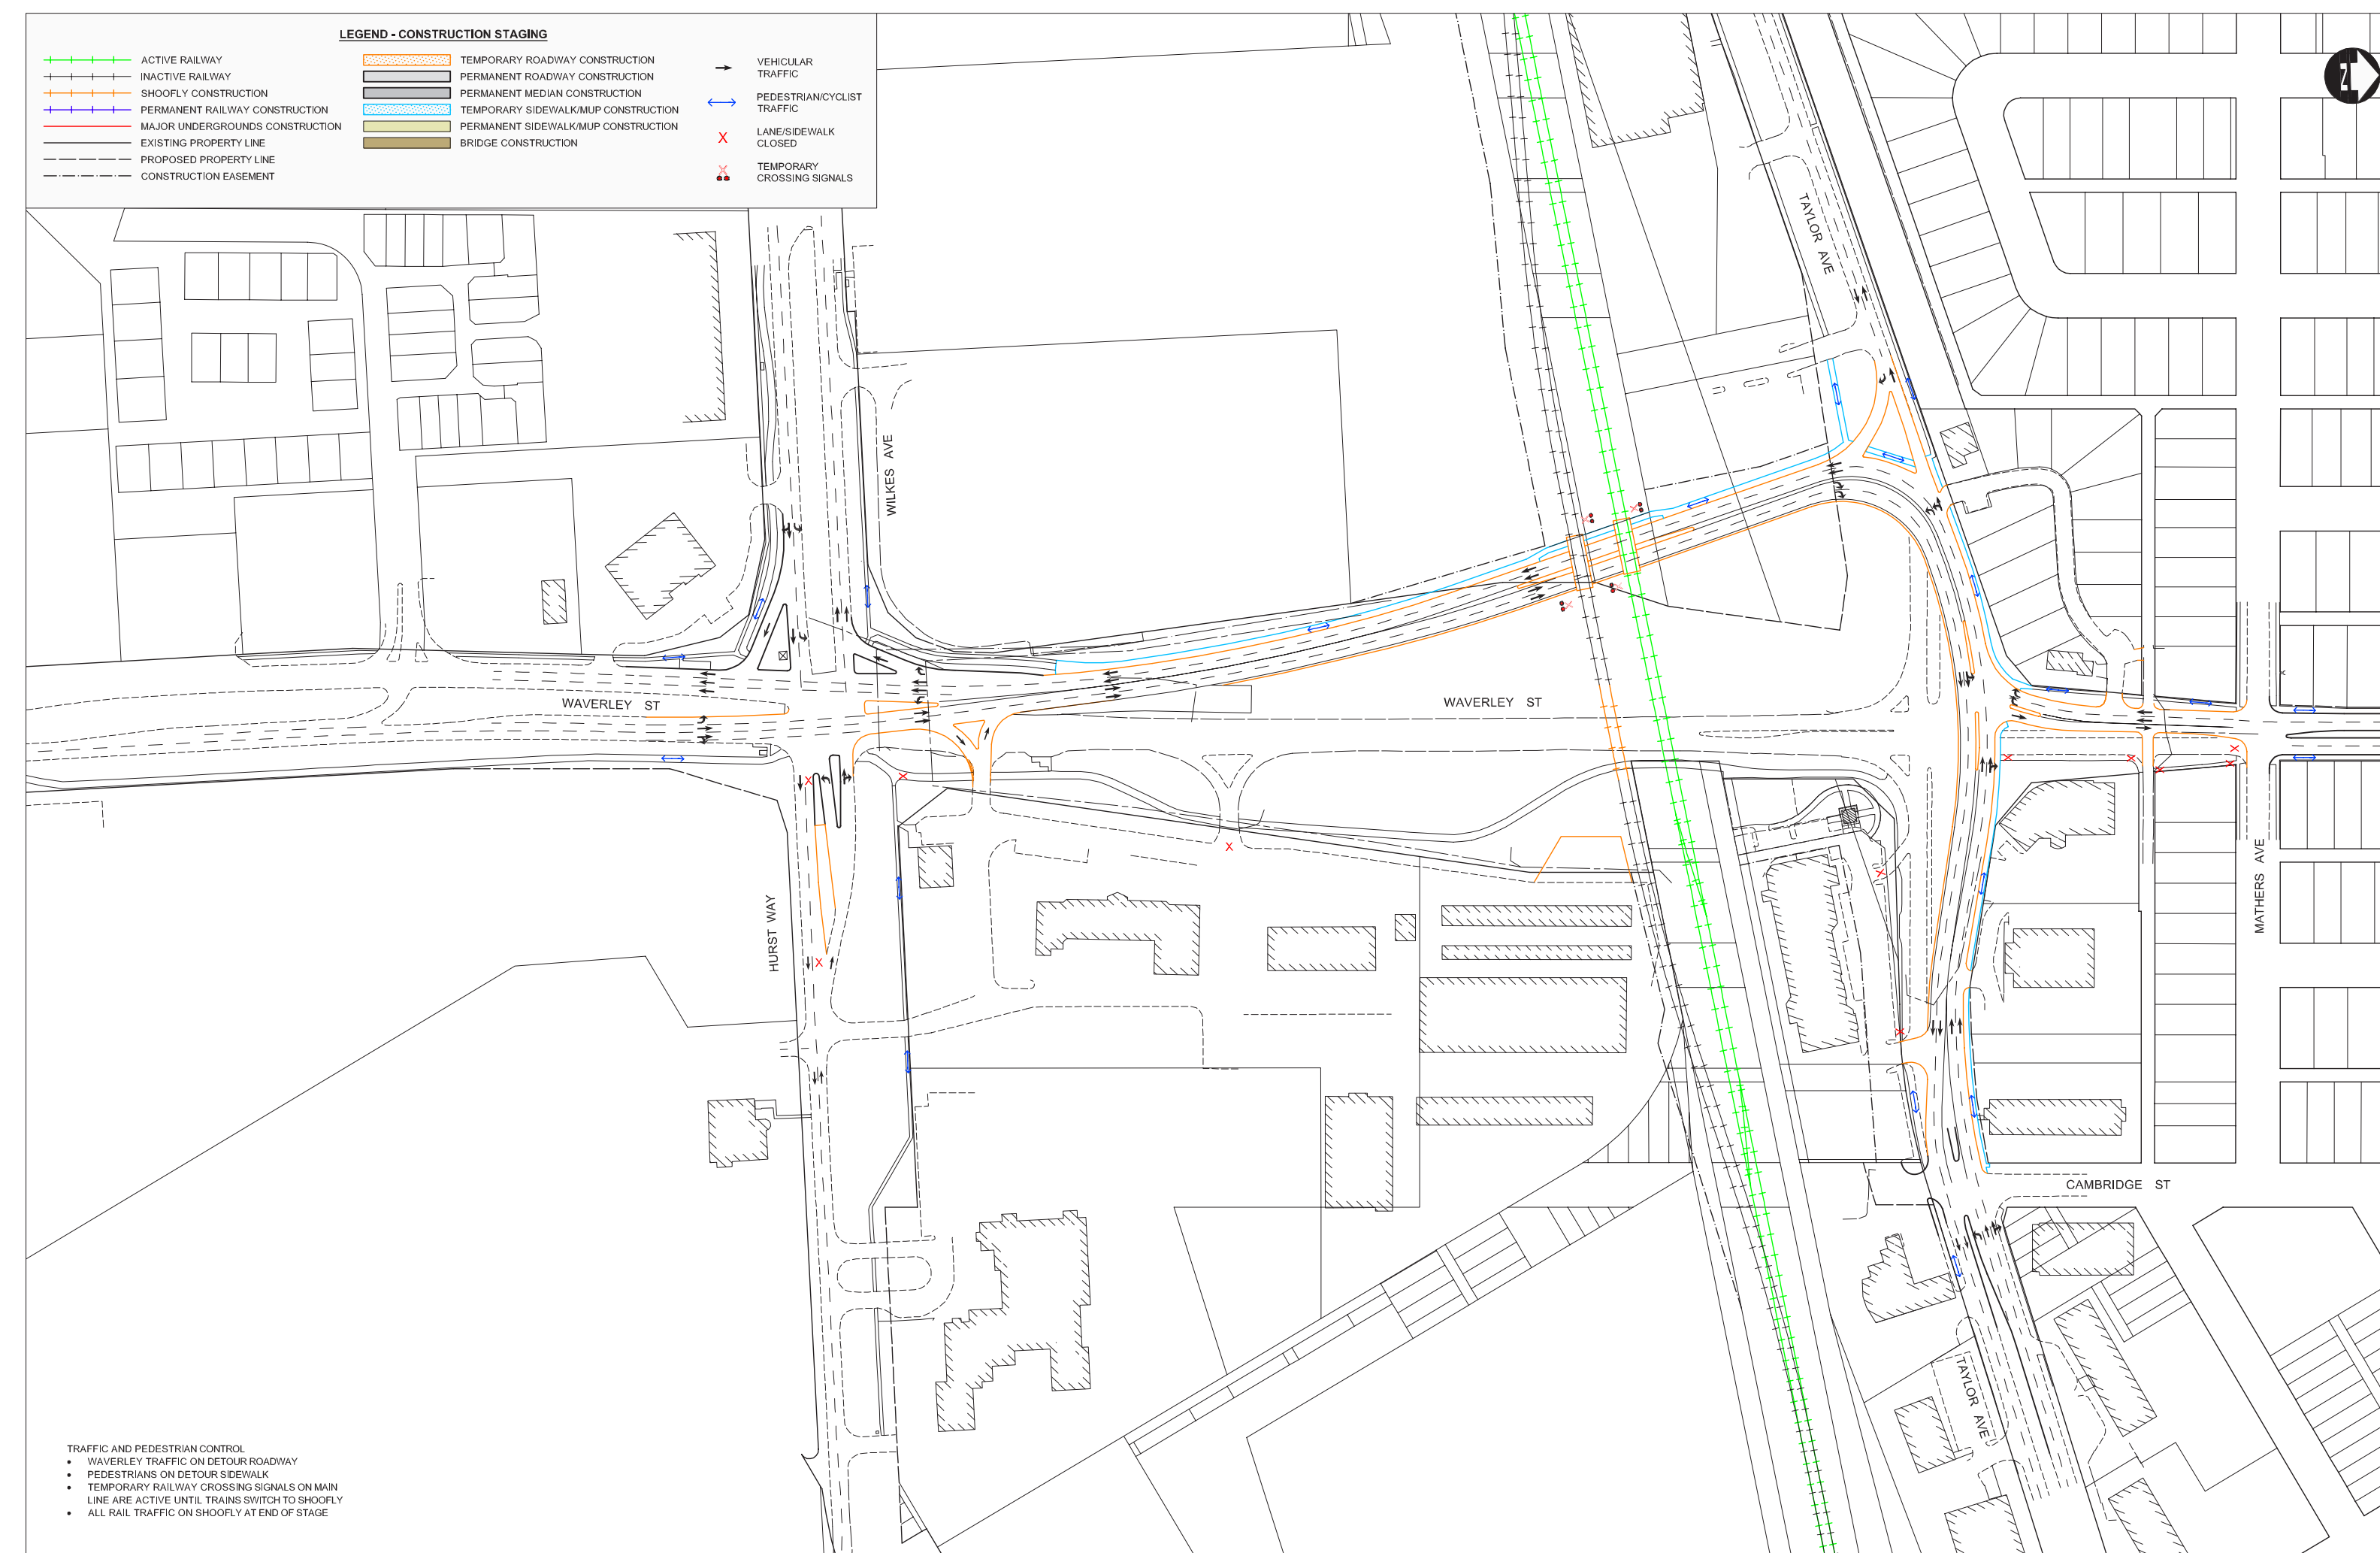 LEGEND - CONSTRUCTION STAGING
ACTIVE RAILWAY
INACTIVE RAILWAY
SHOOFLY CONSTRUCTION
PERMANENT RAILWAY CONSTRUCTION
MAJOR UNDERGROUNDS CONSTRUCTION
EXISTING PROPERTY LINE
PROPOSED PROPERTY LINE
CONSTRUCTION EASEMENT
TEMPORARY ROADWAY CONSTRUCTION
PERMANENT ROADWAY CONSTRUCTION
PERMANENT MEDIAN CONSTRUCTION
TEMPORARY SIDEWALK/MUP CONSTRUCTION
PERMANENT SIDEWALK/MUP CONSTRUCTION
BRIDGE CONSTRUCTION
VEHICULAR
TRAFFIC
PEDESTRIAN/CYCLIST
TRAFFIC
X
LANE/SIDEWALK
CLOSED
TEMPORARY
CROSSING SIGNALS
N
TAYLOR AVE
WILKES AVE
WAVERLEY ST
WAVERLEY ST
HURST WAY
MATHERS AVE
CAMBRIDGE ST
TAYLOR AVE
TRAFFIC AND PEDESTRIAN CONTROL
• WAVERLEY TRAFFIC ON DETOUR ROADWAY
• PEDESTRIANS ON DETOUR SIDEWALK
• TEMPORARY RAILWAY CROSSING SIGNALS ON MAIN
LINE ARE ACTIVE UNTIL TRAINS SWITCH TO SHOOFLY
• ALL RAIL TRAFFIC ON SHOOFLY AT END OF STAGE